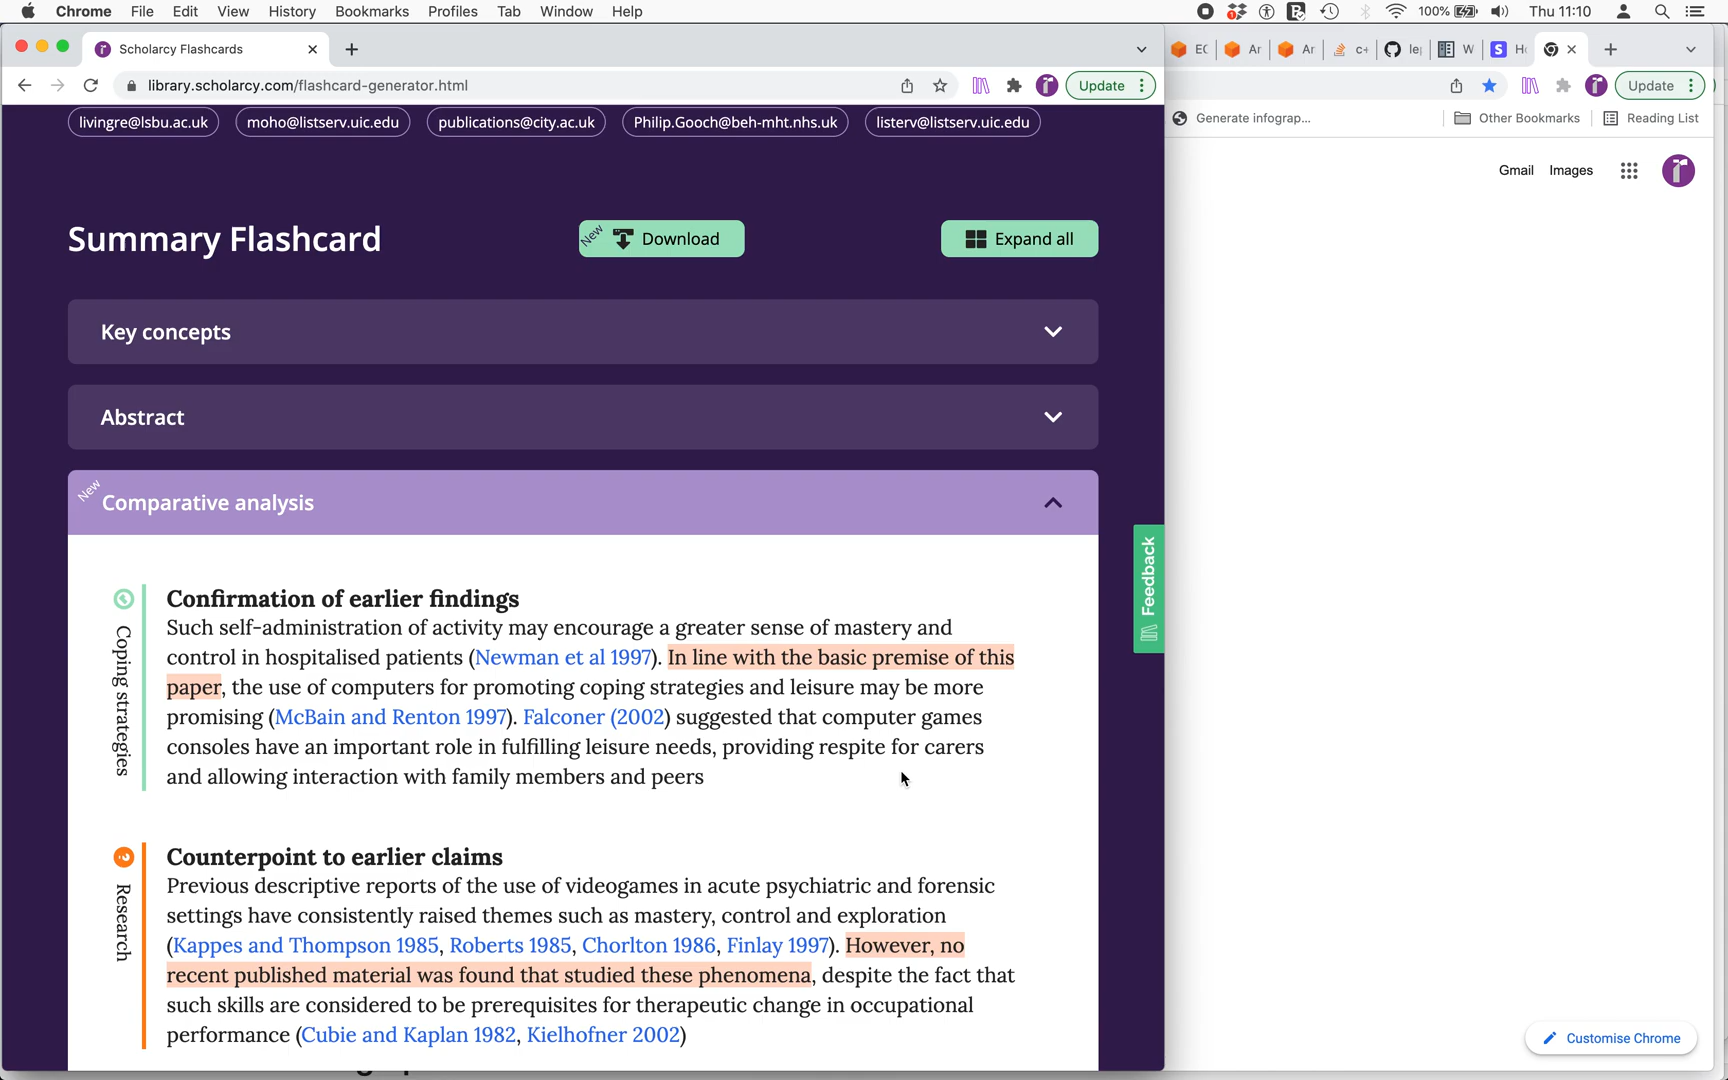 Chrome File Edit View History Bookmarks Profiles Tab Window Help
100% Thu 11:10
Scholarcy Flashcards
library.scholarcy.com/flashcard-generator.html
Update
Update
Generate infograp...
Other Bookmarks
Reading List
Gmail Images
livingre@lsbu.ac.uk
moho@listserv.uic.edu
publications@city.ac.uk
Philip.Gooch@beh-mht.nhs.uk
listerv@listserv.uic.edu
Summary Flashcard
New
Download
Expand all
Key concepts
Abstract
New
Comparative analysis
Feedback
Coping strategies
Confirmation of earlier findings
Such self-administration of activity may encourage a greater sense of mastery and
control in hospitalised patients (Newman et al 1997). In line with the basic premise of this
paper, the use of computers for promoting coping strategies and leisure may be more
promising (McBain and Renton 1997). Falconer (2002) suggested that computer games
consoles have an important role in fulfilling leisure needs, providing respite for carers
and allowing interaction with family members and peers
Research
Counterpoint to earlier claims
Previous descriptive reports of the use of videogames in acute psychiatric and forensic
settings have consistently raised themes such as mastery, control and exploration
(Kappes and Thompson 1985, Roberts 1985, Chorlton 1986, Finlay 1997). However, no
recent published material was found that studied these phenomena, despite the fact that
such skills are considered to be prerequisites for therapeutic change in occupational
performance (Cubie and Kaplan 1982, Kielhofner 2002)
Customise Chrome